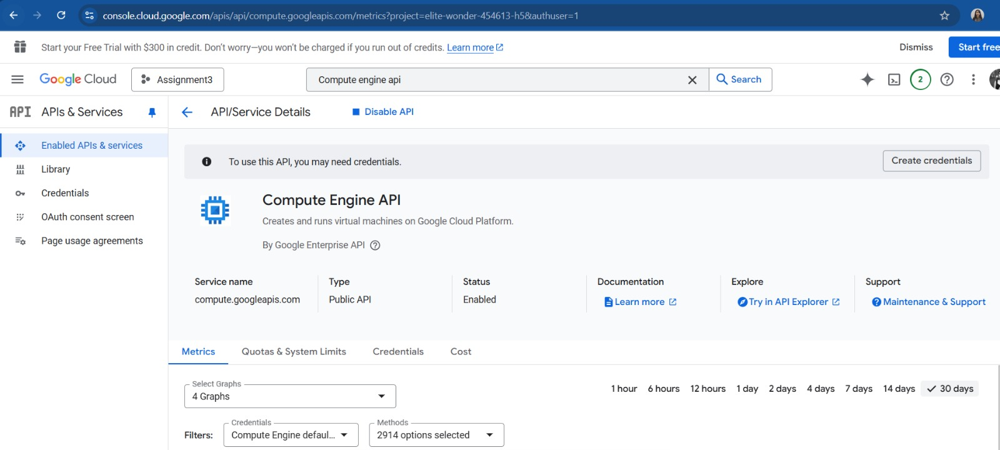 console.cloud.google.com/apis/api/compute.googleapis.com/metrics?project=elite-wonder-454613-h5&authuser=1
Start your Free Trial with $300 in credit. Don't worry—you won't be charged if you run out of credits. Learn more
Dismiss
Start free
Google Cloud
Assignment3
Compute engine api
Search
2
API APIs & Services
API/Service Details
Disable API
Enabled APIs & services
Library
Credentials
OAuth consent screen
Page usage agreements
To use this API, you may need credentials.
Create credentials
Compute Engine API
Creates and runs virtual machines on Google Cloud Platform.
By Google Enterprise API
Service name
compute.googleapis.com
Type
Public API
Status
Enabled
Documentation
Learn more
Explore
Try in API Explorer
Support
Maintenance & Support
Metrics
Quotas & System Limits
Credentials
Cost
Select Graphs
4 Graphs
1 hour 6 hours 12 hours 1 day 2 days 4 days 7 days 14 days 30 days
Filters:
Credentials
Compute Engine defaul...
Methods
2914 options selected